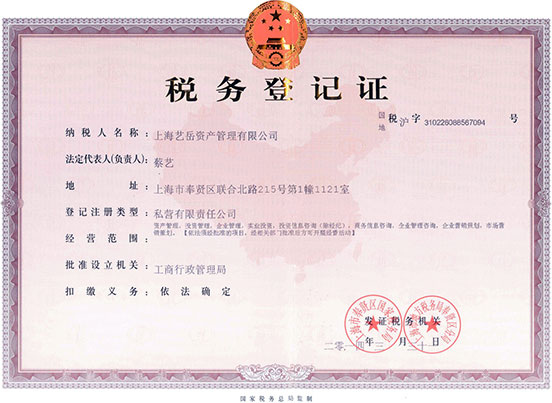 税务登记证
国
地 税 沪 字 310228088567094 号
纳税人名称: 上海艺岳资产管理有限公司
法定代表人(负责人): 蔡艺
地址: 上海市奉贤区联合北路215号第1幢1121室
登记注册类型: 私营有限责任公司
经营范围: 资产管理,投资管理,企业管理,实业投资,投资信息咨询(除经纪),商务信息咨询,企业管理咨询,企业营销策划,市场营
销策划。【依法须经批准的项目,经相关部门批准后方可开展经营活动】
批准设立机关: 工商行政管理局
扣缴义务: 依法确定
发证税务机关
二〇一四年三月二十日
国家税务总局监制